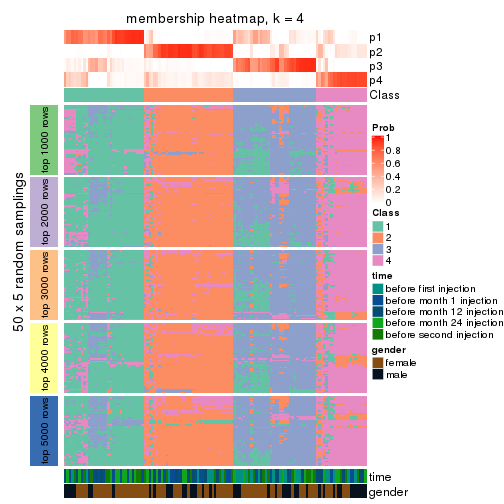 membership heatmap, k = 4
p1
p2
p3
p4
Class
50 x 5 random samplings
top 1000 rows
top 2000 rows
top 3000 rows
top 4000 rows
top 5000 rows
time
gender
Prob
1
0.8
0.6
0.4
0.2
0
Class
1
2
3
4
time
before first injection
before month 1 injection
before month 12 injection
before month 24 injection
before second injection
gender
female
male